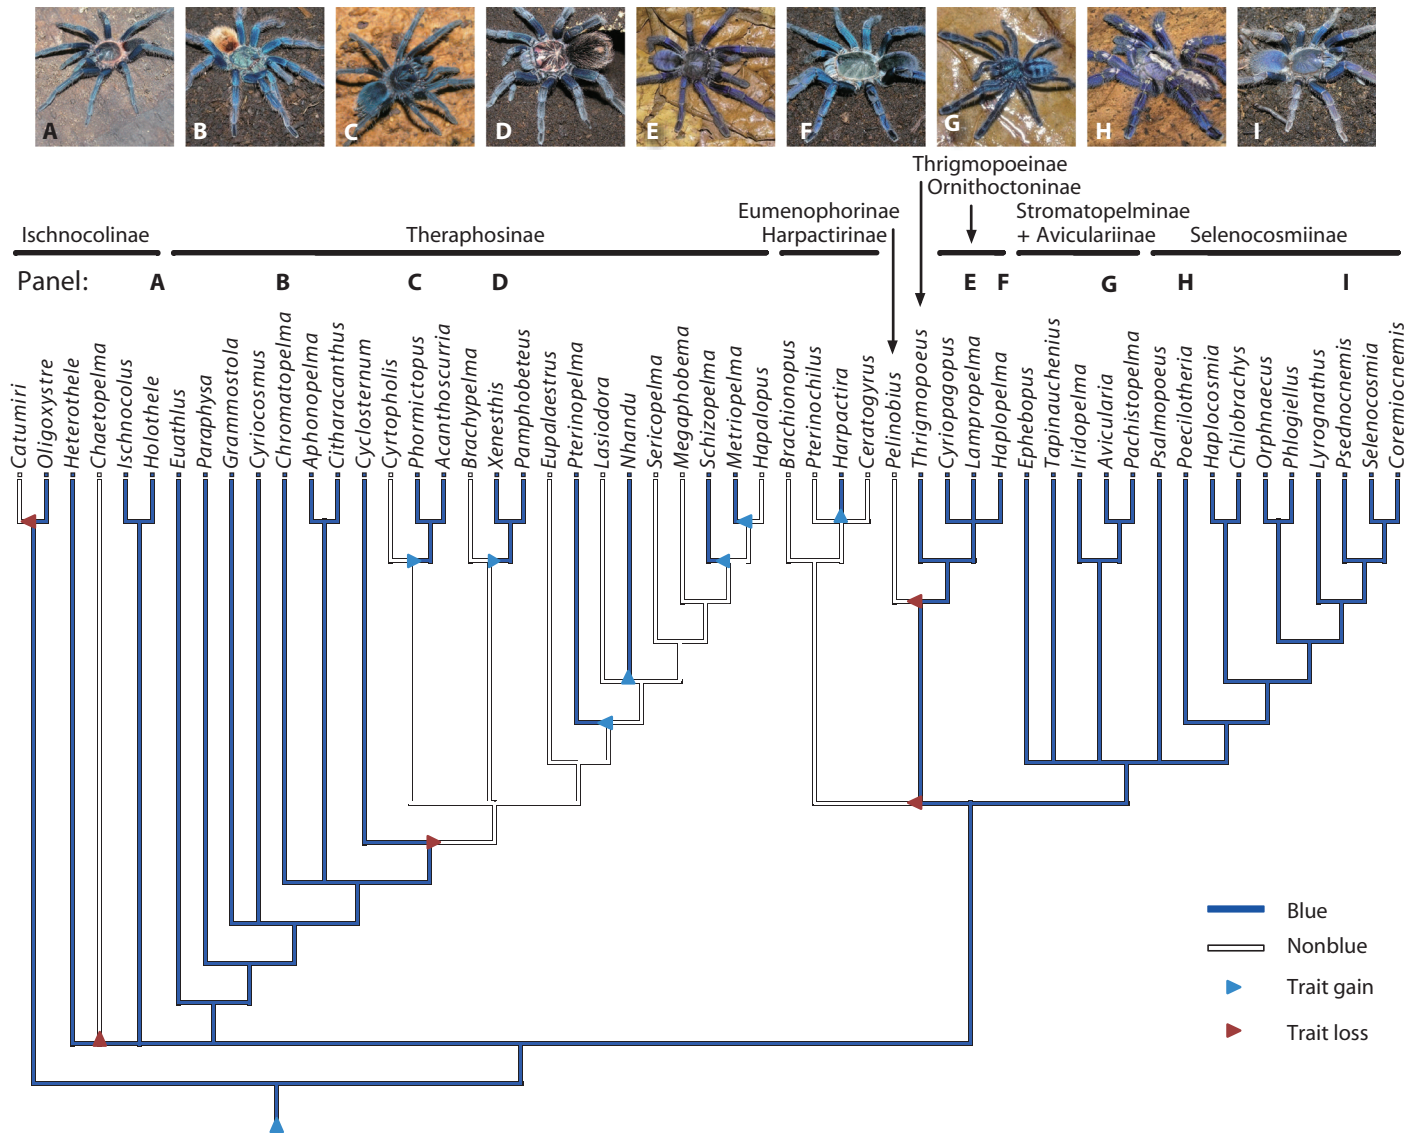 A
B
C
D
E
F
G
H
I
Thrigmopoeinae
Ornithoctoninae
Eumenophorinae
Harpactirinae
Stromatopelminae
+ Aviculariinae
Ischnocolinae
Theraphosinae
Selenocosmiinae
Panel:
A
B
C
D
E
F
G
H
I
Catumiri
Oligoxystre
Heterothele
Chaetopelma
Ischnocolus
Holothele
Euathlus
Paraphysa
Grammostola
Cyriocosmus
Chromatopelma
Aphonopelma
Citharacanthus
Cyclosternum
Cyrtopholis
Phormictopus
Acanthoscurria
Brachypelma
Xenesthis
Pamphobeteus
Eupalaestrus
Pterinopelma
Lasiodora
Nhandu
Sericopelma
Megaphobema
Schizopelma
Metriopelma
Hapalopus
Brachionopus
Pterinochilus
Harpactira
Ceratogyrus
Pelinobius
Thrigmopoeus
Cyriopagopus
Lampropelma
Haplopelma
Ephebopus
Tapinauchenius
Iridopelma
Avicularia
Pachistopelma
Psalmopoeus
Poecilotheria
Haplocosmia
Chilobrachys
Orphnaecus
Phlogiellus
Lyrognathus
Psednocnemis
Selenocosmia
Coremiocnemis
Blue
Nonblue
Trait gain
Trait loss